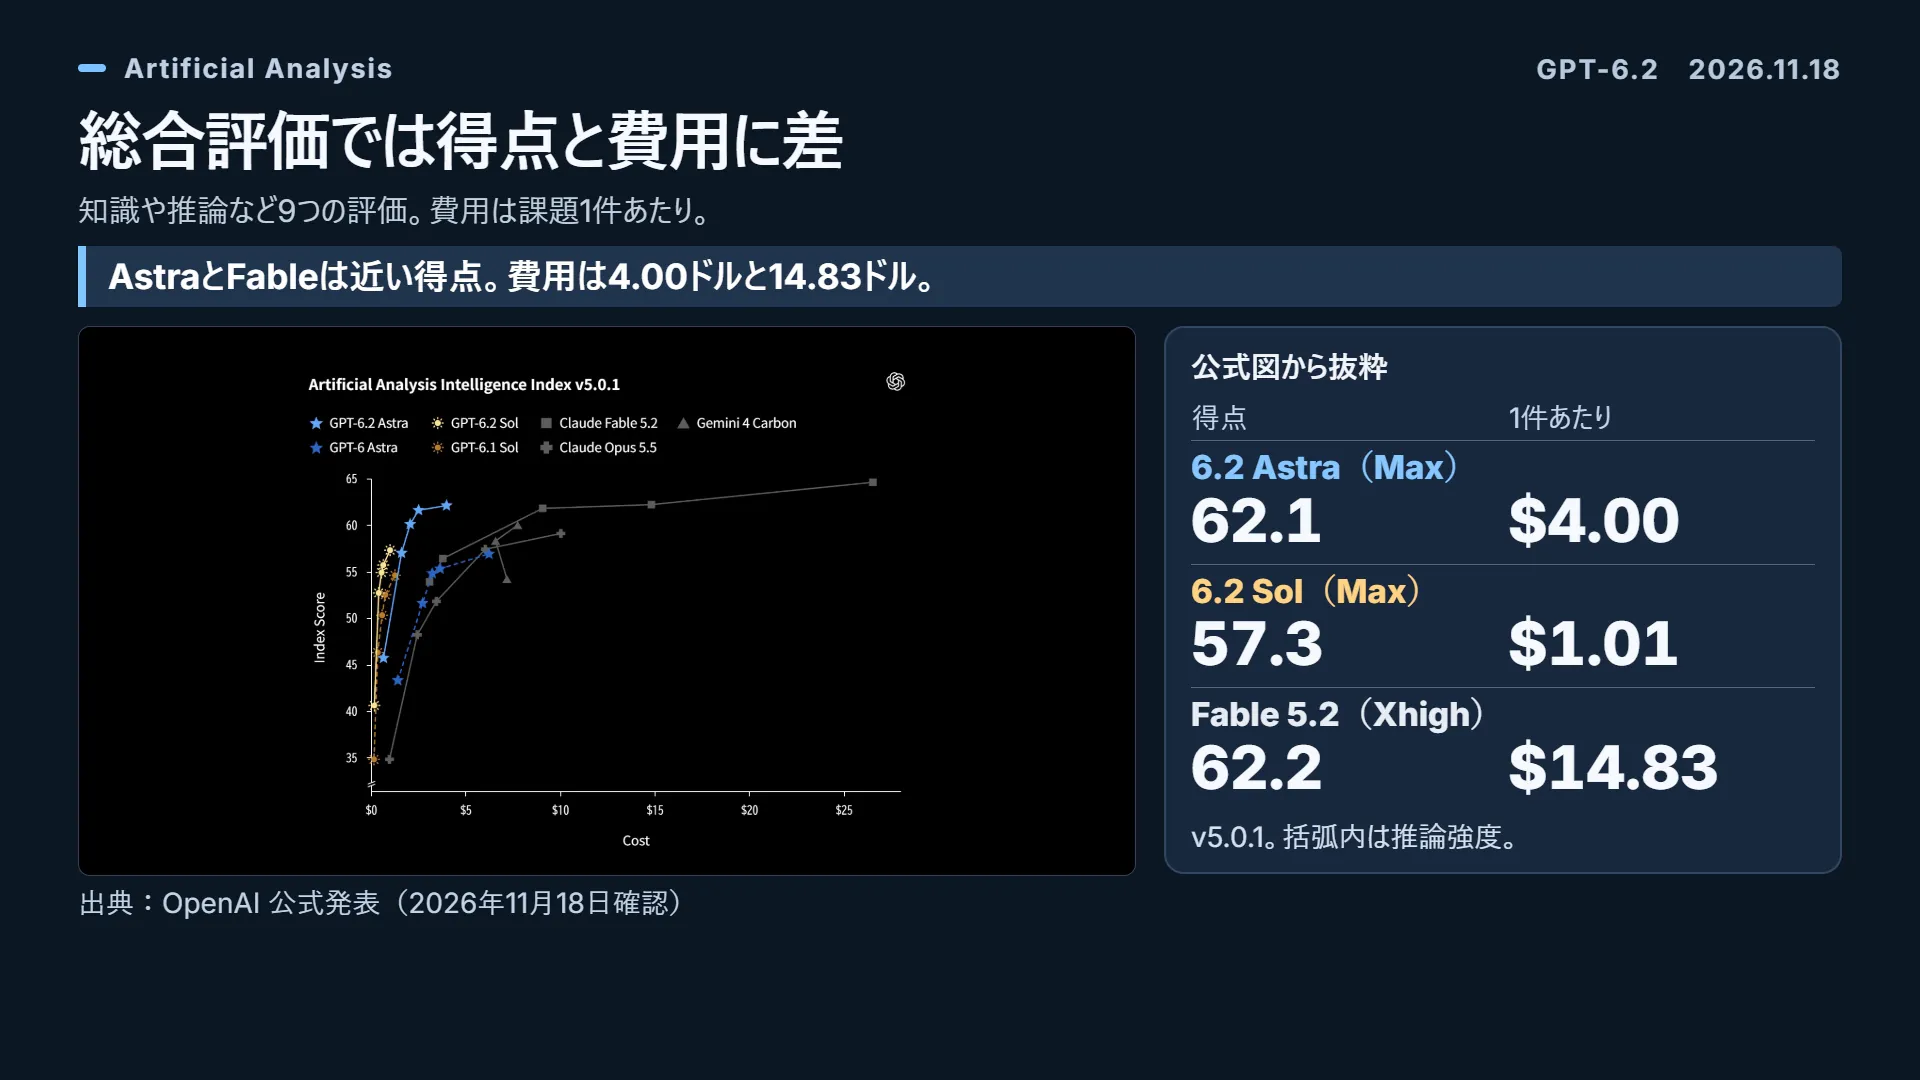 Artificial Analysis
GPT-6.2 2026.11.18
総合評価では得点と費用に差
知識や推論など9つの評価。費用は課題1件あたり。
AstraとFableは近い得点。費用は4.00ドルと14.83ドル。
Artificial Analysis Intelligence Index v5.0.1
GPT-6.2 Astra GPT-6.2 Sol Claude Fable 5.2 Gemini 4 Carbon
GPT-6 Astra GPT-6.1 Sol Claude Opus 5.5
65
60
55
50
45
40
35
Index Score
$0 $5 $10 $15 $20 $25
Cost
公式図から抜粋
得点 1件あたり
6.2 Astra（Max）
62.1 $4.00
6.2 Sol（Max）
57.3 $1.01
Fable 5.2（Xhigh）
62.2 $14.83
v5.0.1。括弧内は推論強度。
出典：OpenAI 公式発表（2026年11月18日確認）